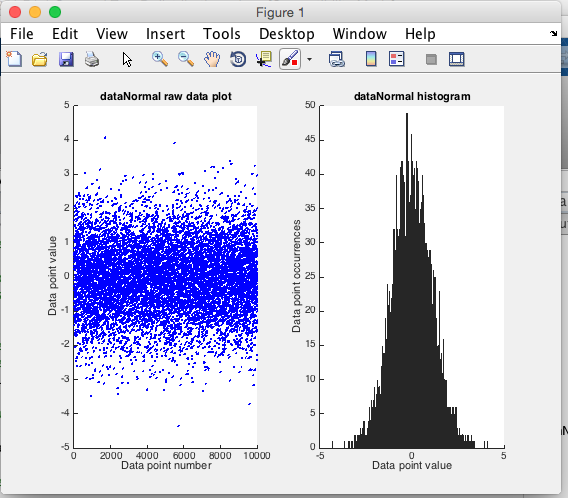 Figure 1
File Edit View Insert Tools Desktop Window Help
dataNormal raw data plot
Data point value
5
4
3
2
1
0
-1
-2
-3
-4
-5
0 2000 4000 6000 8000 10000
Data point number
dataNormal histogram
Data point occurrences
50
45
40
35
30
25
20
15
10
5
0
-5 0 5
Data point value